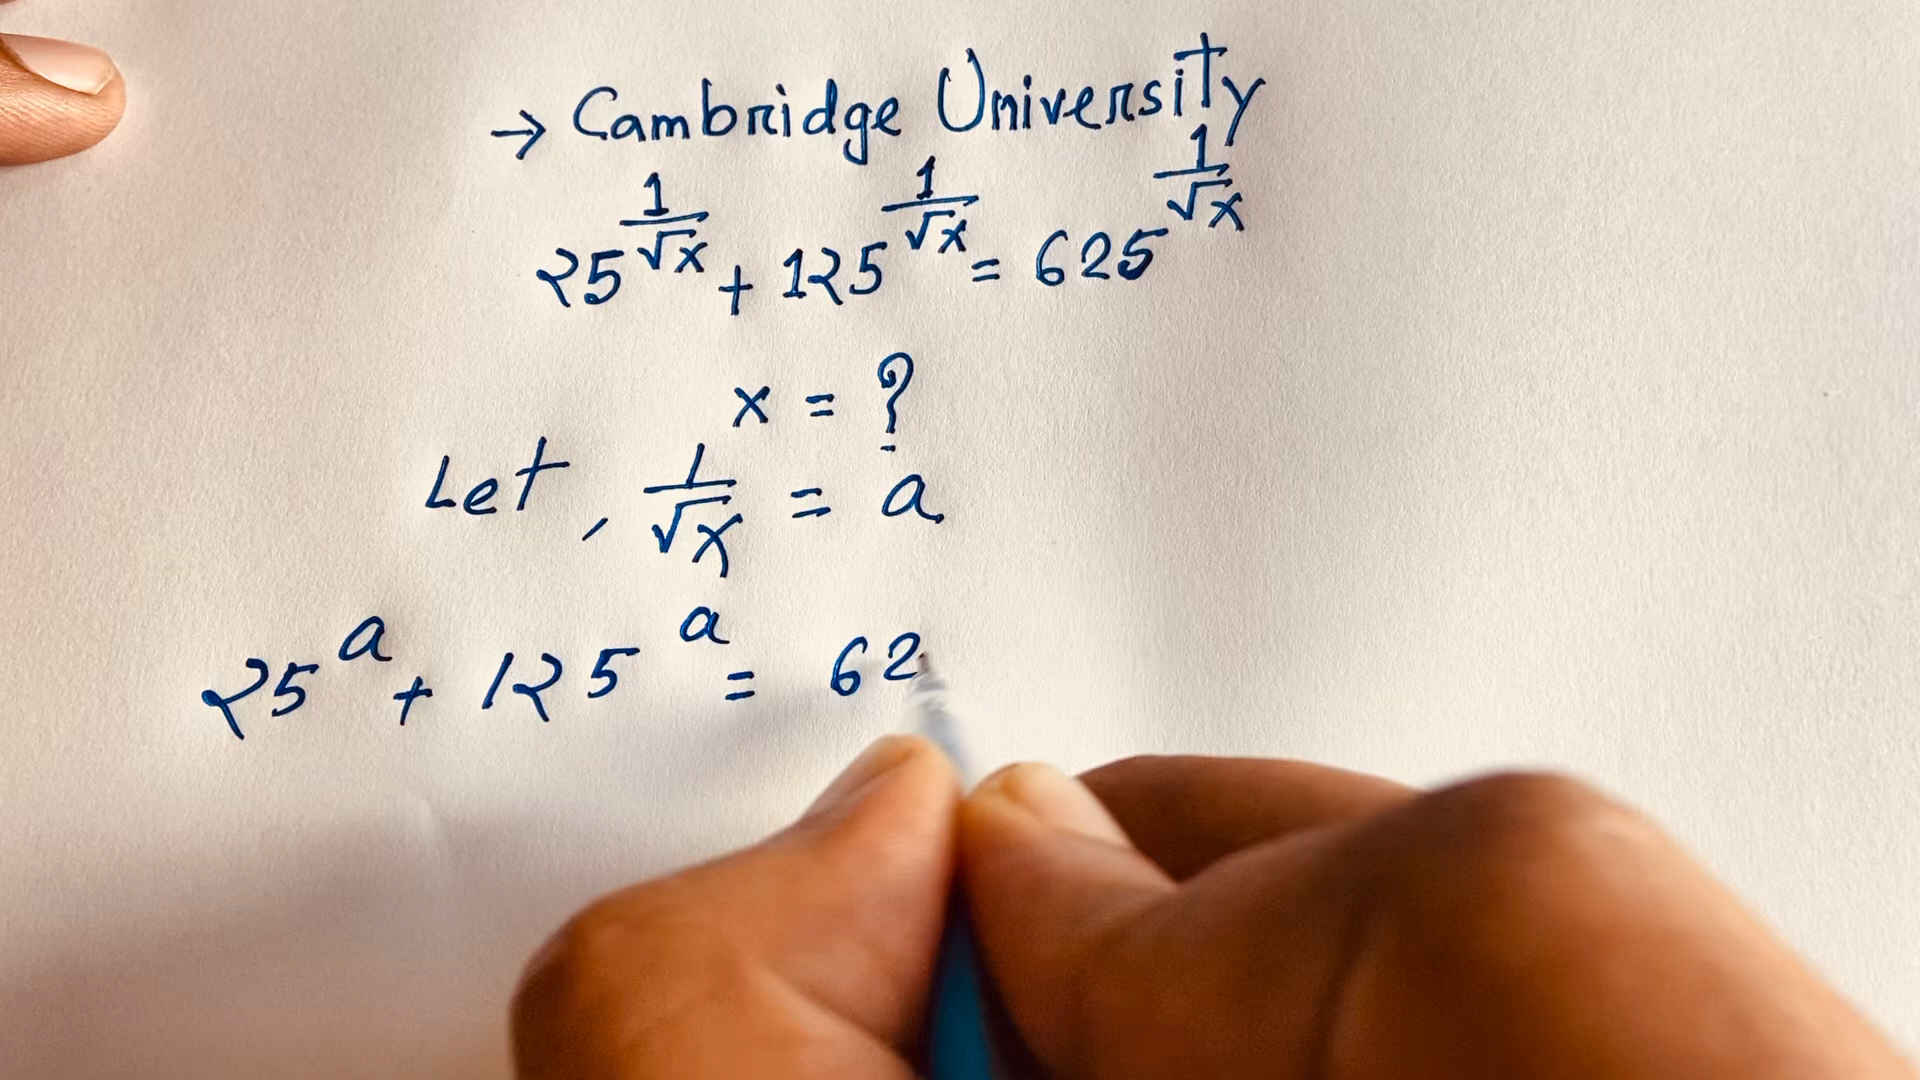 → Cambridge University
25^(1/√x) + 125^(1/√x) = 625^(1/√x)
x = ?
Let, 1/√x = a
25^a + 125^a = 62